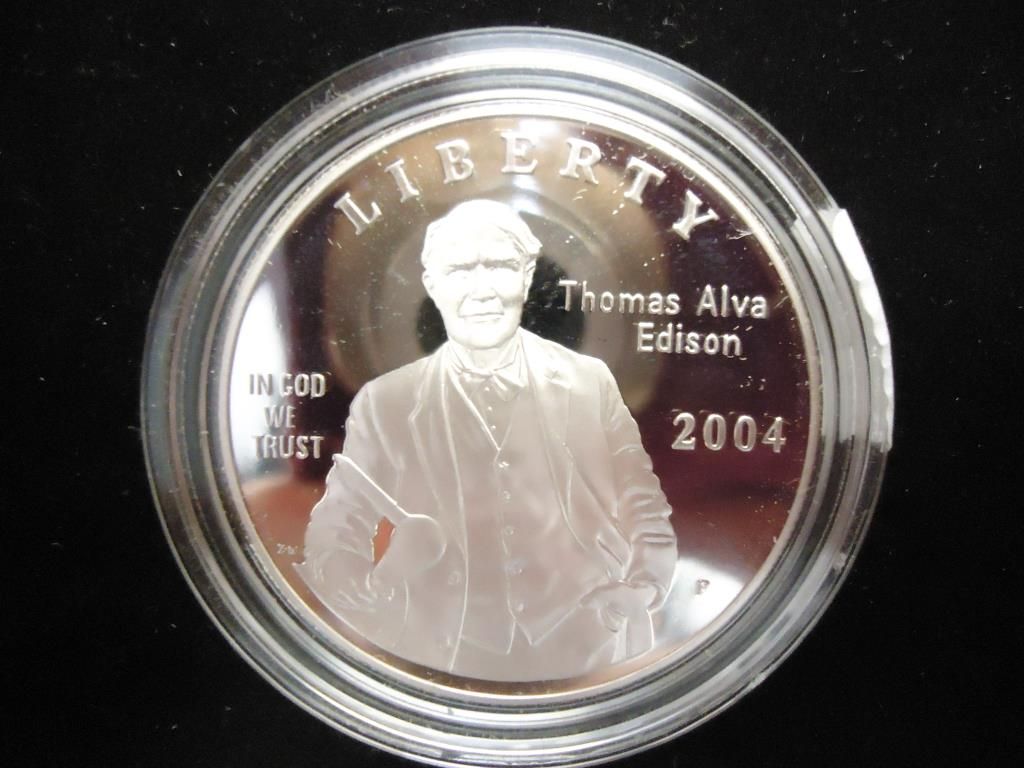 LIBERTY
Thomas Alva
Edison
IN GOD
WE
TRUST
2004
P